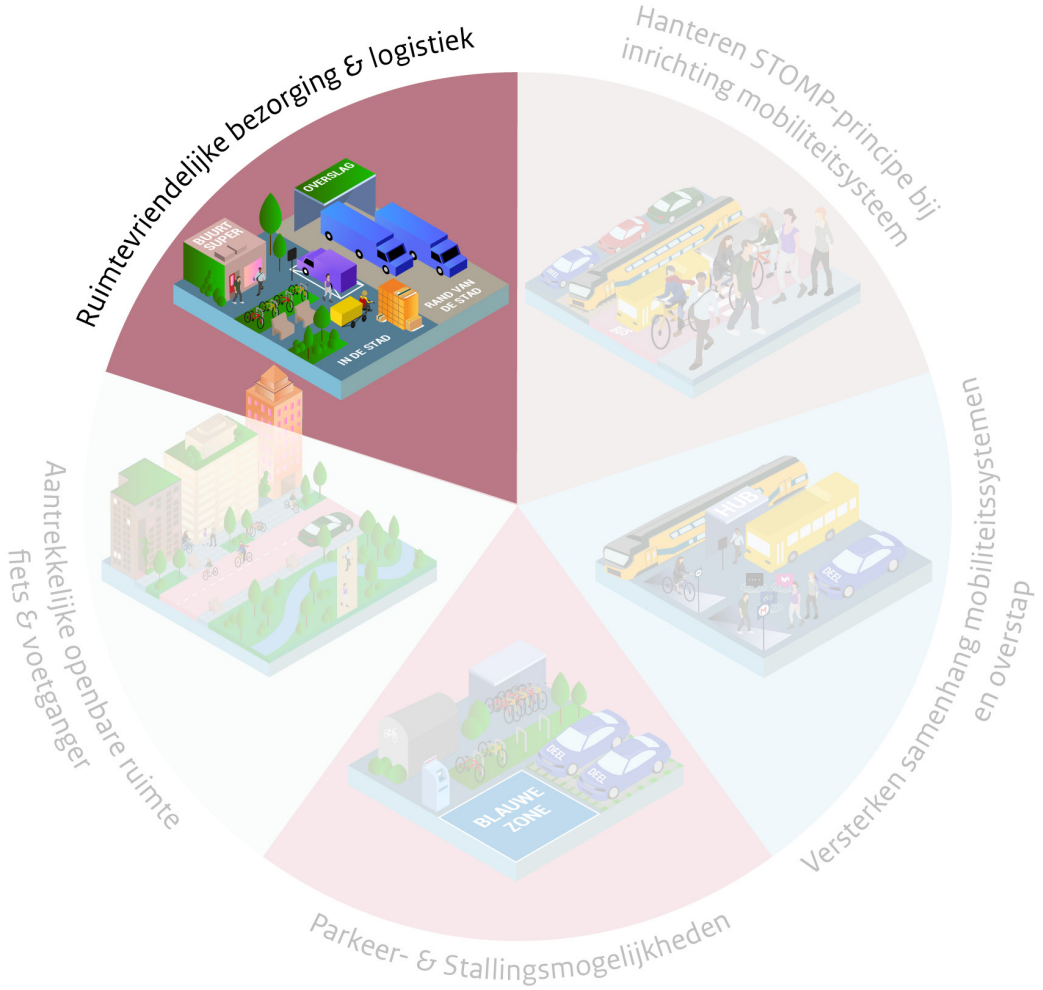 Ruimtevriendelijke bezorging & logistiek
OVERSLAG
BUURT
SUPER
RAND VAN
DE STAD
IN DE STAD
Hanteren STOMP-principe bij
inrichting mobiliteitsysteem
Versterken samenhang mobiliteitssystemen
en overstap
HUB
DEEL
Parkeer- & Stallingsmogelijkheden
DEEL
DEEL
BLAUWE
ZONE
Aantrekkelijke openbare ruimte
fiets & voetganger